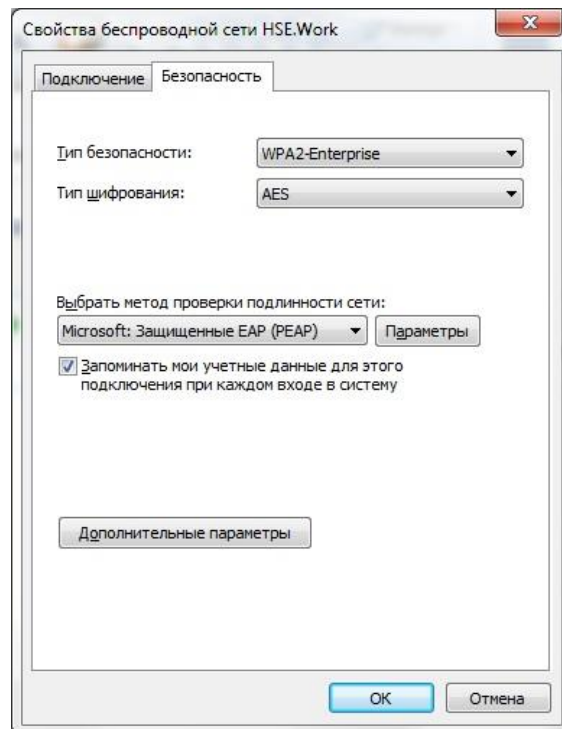 Свойства беспроводной сети HSE.Work
Подключение
Безопасность
Тип безопасности:
WPA2-Enterprise
Тип шифрования:
AES
Выбрать метод проверки подлинности сети:
Microsoft: Защищенные EAP (PEAP)
Параметры
Запоминать мои учетные данные для этого
подключения при каждом входе в систему
Дополнительные параметры
ОК
Отмена